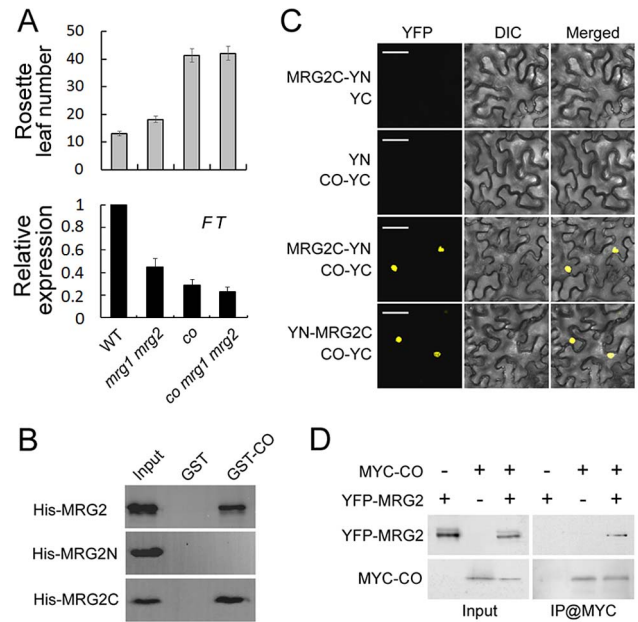 A
Rosette
leaf number
50
40
30
20
10
0
Relative
expression
1
0.8
0.6
0.4
0.2
0
FT
WT
mrg1 mrg2
co
co mrg1 mrg2
B
Input
GST
GST-CO
His-MRG2
His-MRG2N
His-MRG2C
C
YFP
DIC
Merged
MRG2C-YN
YC
YN
CO-YC
MRG2C-YN
CO-YC
YN-MRG2C
CO-YC
D
MYC-CO - + + - + +
YFP-MRG2 + - + + - +
YFP-MRG2
MYC-CO
Input
IP@MYC